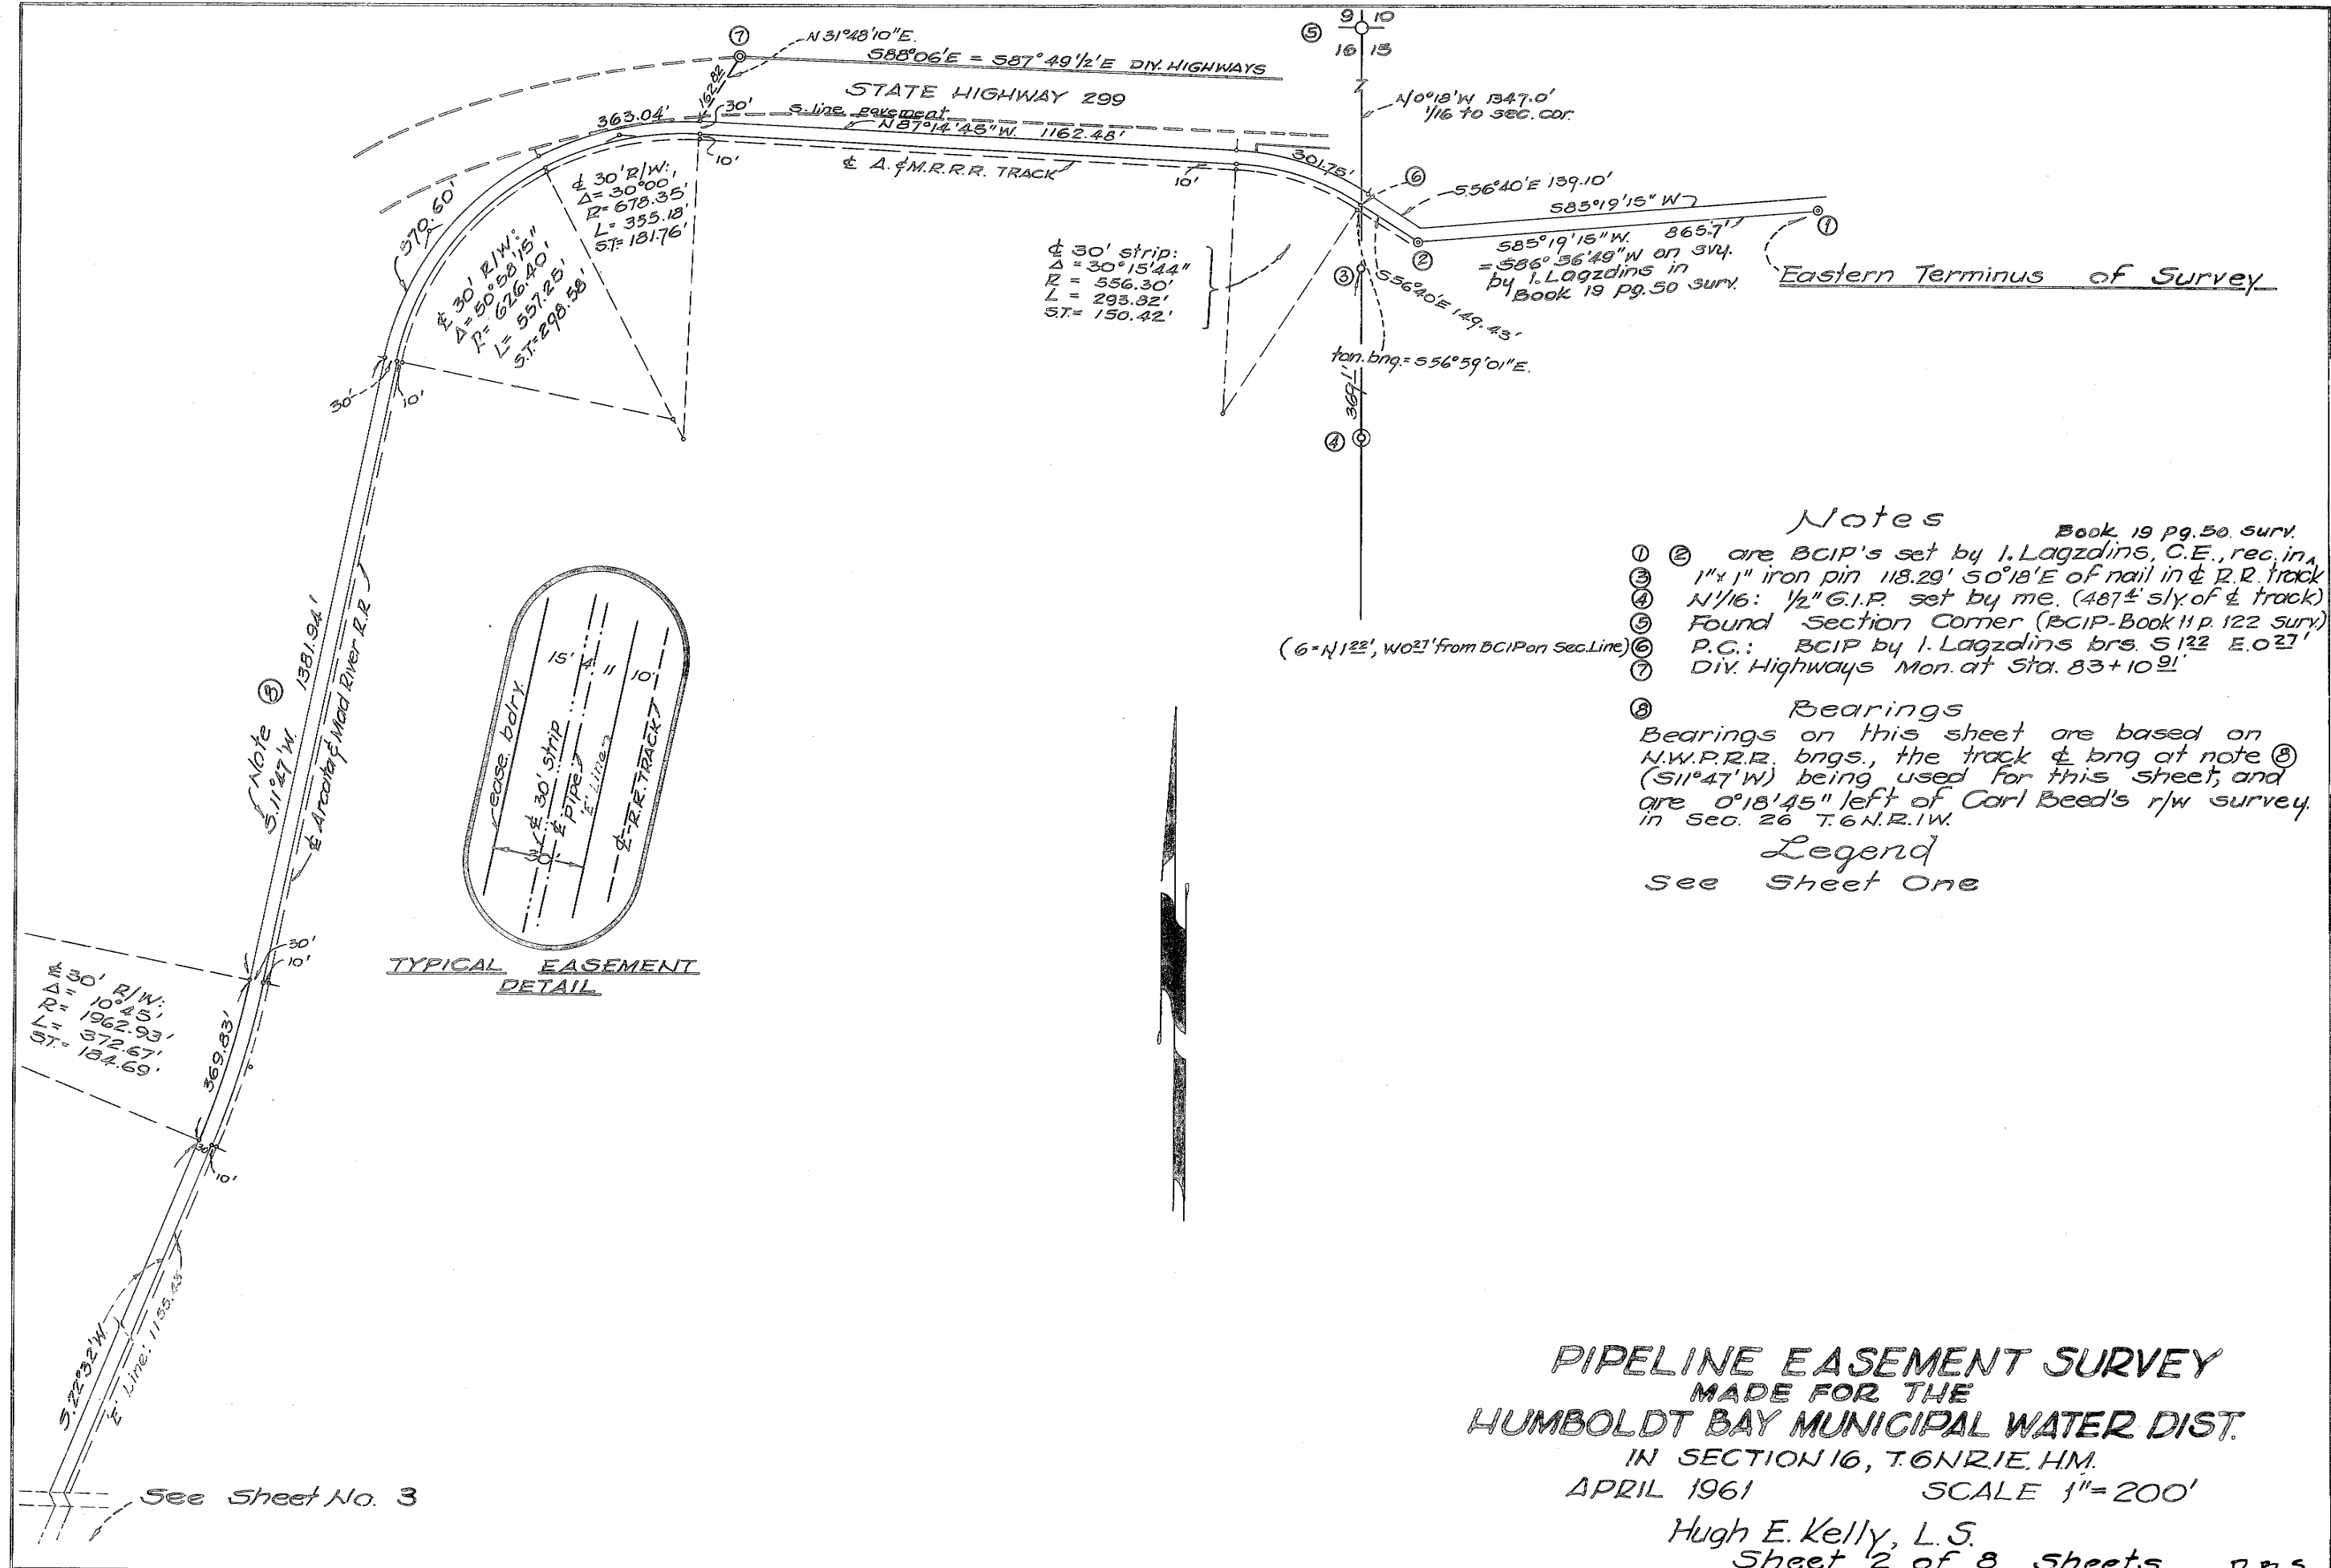 9 | 10
16 | 15
5
7
N31°48'10"E.
S88°06'E = S87°49 1/2'E DIV. HIGHWAYS
STATE HIGHWAY 299
162.82
30'
S. line pavement
363.04'
N87°14'45"W. 1162.48'
10'
℄ A.&M.R.R.R. TRACK
10'
301.75'
N0°18'W 1347.0'
1/16 to sec. cor.
6
S56°40'E 139.10'
S85°19'15"W
1
S85°19'15"W. 865.7'
= S86°36'49"W on svy.
by I. Lagzdins in
Book 19 Pg. 50 Surv.
2
Eastern Terminus of Survey
3
S56°40'E 149.43'
tan. bng. = S56°59'01"E.
369.1'
4
℄ 30' strip:
Δ = 30°15'44"
R = 556.30'
L = 293.82'
S.T. = 150.42'
℄ 30' R/W:
Δ = 30°00'
R = 678.35'
L = 355.18'
S.T. = 181.76'
570.60'
℄ 30' R/W:
Δ = 50°58'15"
R = 626.40'
L = 557.25'
S.T. = 298.58'
30'
10'
1381.94'
Note 8
S.11°47'W.
℄ Arcata & Mad River R.R.
15' 4 11 10'
ease. bdry.
℄ 30' strip
℄ pipe
'E' Line
℄ R.R. TRACK
30'
TYPICAL EASEMENT
DETAIL
30'
10'
℄ 30' R/W:
Δ = 10°45'
R = 1962.93'
L = 372.67'
S.T. = 184.69'
369.83'
30'
10'
S.22°32'W.
'E' Line: 1155.43
See Sheet No. 3
Notes
Book 19 pg. 50. Surv.
1 2 are BCIP's set by I. Lagzdins, C.E., rec. in
3 1"x1" iron pin 118.29' S0°18'E of nail in ℄ R.R. track
4 N 1/16: 1/2" G.I.P. set by me. (487± sly. of ℄ track)
5 Found Section Corner (BCIP-Book 11 p. 122 Surv.)
(6 = N 1.22', W 0.27' from BCIP on Sec. Line) 6 P.C.: BCIP by I. Lagzdins brs. S 1.22 E. 0.27'
7 Div. Highways Mon. at Sta. 83+10.91
8 Bearings
Bearings on this sheet are based on
N.W.P.R.R. bngs., the track ℄ bng at note 8
(S11°47'W) being used for this sheet, and
are 0°18'45" left of Carl Beed's r/w survey.
in Sec. 26 T.6N.R.1W.
Legend
See Sheet One
PIPELINE EASEMENT SURVEY
MADE FOR THE
HUMBOLDT BAY MUNICIPAL WATER DIST.
IN SECTION 16, T.6N.R.1E. H.M.
APRIL 1961 SCALE 1"=200'
Hugh E. Kelly, L.S.
Sheet 2 of 8 Sheets